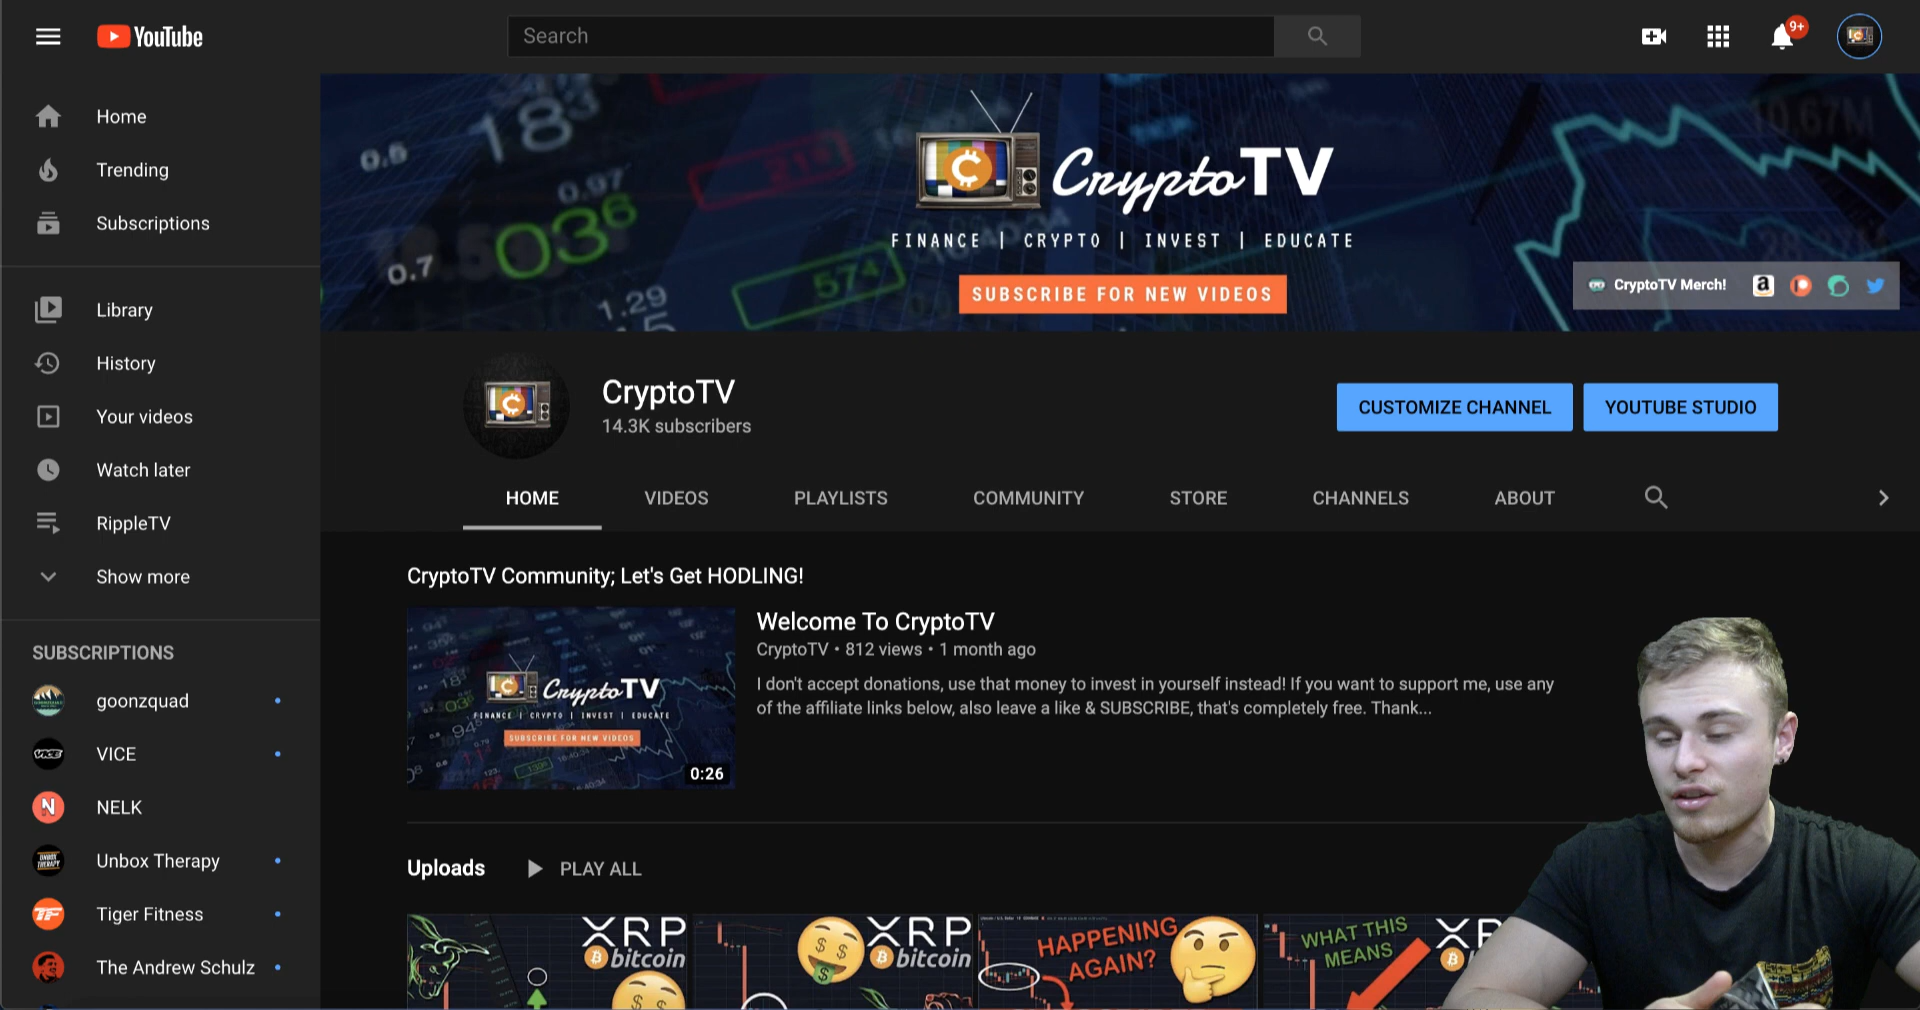 YouTube
Search
9+
Home
Trending
Subscriptions
Library
History
Your videos
Watch later
RippleTV
Show more
SUBSCRIPTIONS
goonzquad
VICE
NELK
Unbox Therapy
Tiger Fitness
The Andrew Schulz
CryptoTV
FINANCE | CRYPTO | INVEST | EDUCATE
SUBSCRIBE FOR NEW VIDEOS
CryptoTV Merch!
CryptoTV
14.3K subscribers
CUSTOMIZE CHANNEL
YOUTUBE STUDIO
HOME
VIDEOS
PLAYLISTS
COMMUNITY
STORE
CHANNELS
ABOUT
CryptoTV Community; Let's Get HODLING!
CryptoTV
FINANCE | CRYPTO | INVEST | EDUCATE
SUBSCRIBE FOR NEW VIDEOS
0:26
Welcome To CryptoTV
CryptoTV • 812 views • 1 month ago
I don't accept donations, use that money to invest in yourself instead! If you want to support me, use any
of the affiliate links below, also leave a like & SUBSCRIBE, that's completely free. Thank...
Uploads
PLAY ALL
XRP
bitcoin
XRP
bitcoin
HAPPENING
AGAIN?
WHAT THIS
MEANS